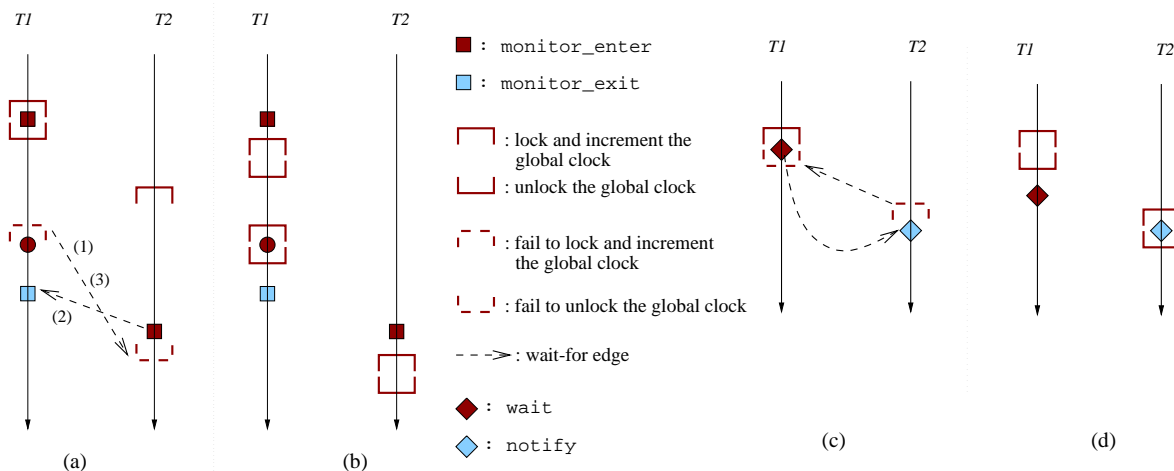 T1
T2
(1)
(3)
(2)
(a)
T1
T2
(b)
: monitor_enter
: monitor_exit
: lock and increment the
global clock
: unlock the global clock
: fail to lock and increment
the global clock
: fail to unlock the global clock
: wait-for edge
: wait
: notify
T1
T2
(c)
T1
T2
(d)